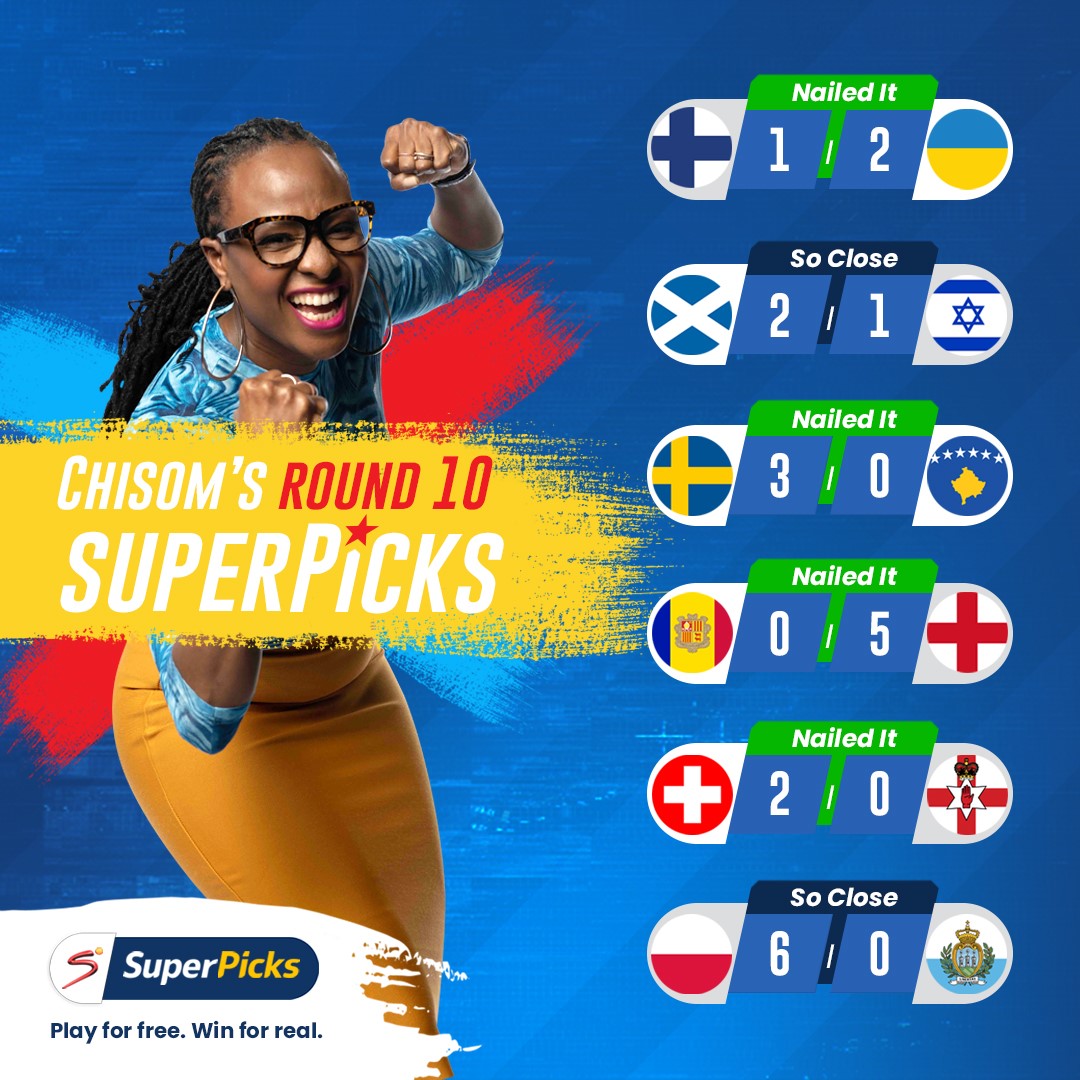 CHISOM'S ROUND 10
SUPERPICKS
Nailed It
1 / 2
So Close
2 / 1
Nailed It
3 / 0
Nailed It
0 / 5
Nailed It
2 / 0
So Close
6 / 0
S SuperPicks
Play for free. Win for real.